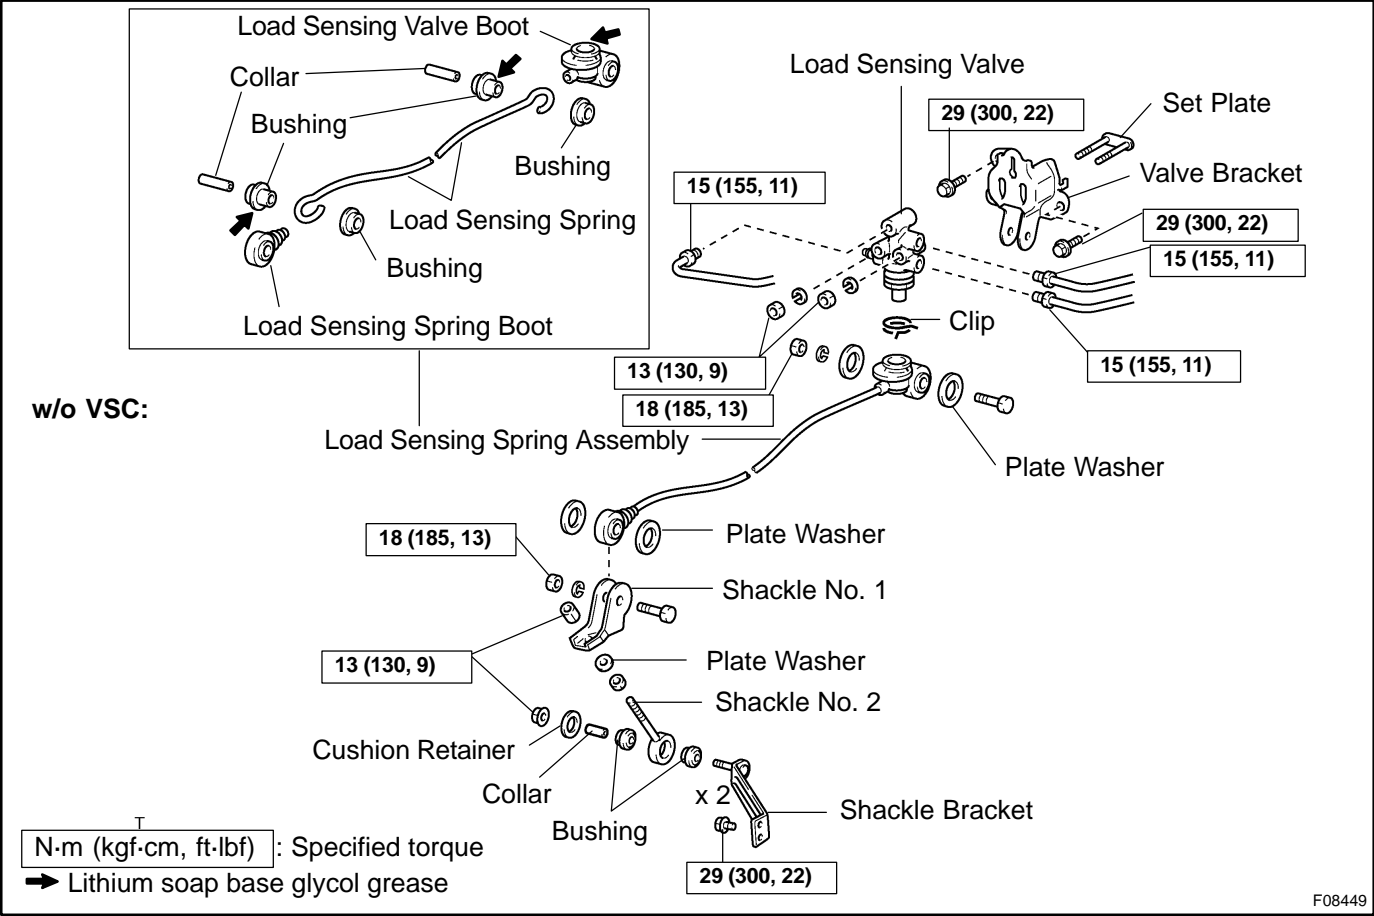 Load Sensing Valve Boot
Collar
Bushing
Bushing
Load Sensing Spring
Bushing
Load Sensing Spring Boot
Load Sensing Valve
29 (300, 22)
Set Plate
15 (155, 11)
Valve Bracket
29 (300, 22)
15 (155, 11)
Clip
13 (130, 9)
15 (155, 11)
18 (185, 13)
w/o VSC:
Load Sensing Spring Assembly
Plate Washer
18 (185, 13)
Plate Washer
Shackle No. 1
13 (130, 9)
Plate Washer
Shackle No. 2
Cushion Retainer
Collar
x 2
Bushing
Shackle Bracket
T
N·m (kgf·cm, ft·lbf) : Specified torque
29 (300, 22)
Lithium soap base glycol grease
F08449